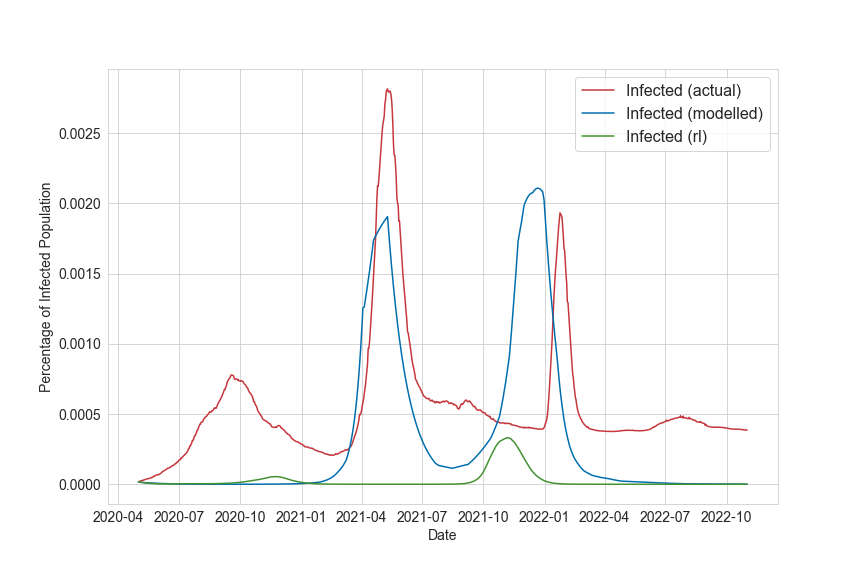 Infected (actual)
Infected (modelled)
Infected (rl)
Percentage of Infected Population
0.0025
0.0020
0.0015
0.0010
0.0005
0.0000
2020-04 2020-07 2020-10 2021-01 2021-04 2021-07 2021-10 2022-01 2022-04 2022-07 2022-10
Date